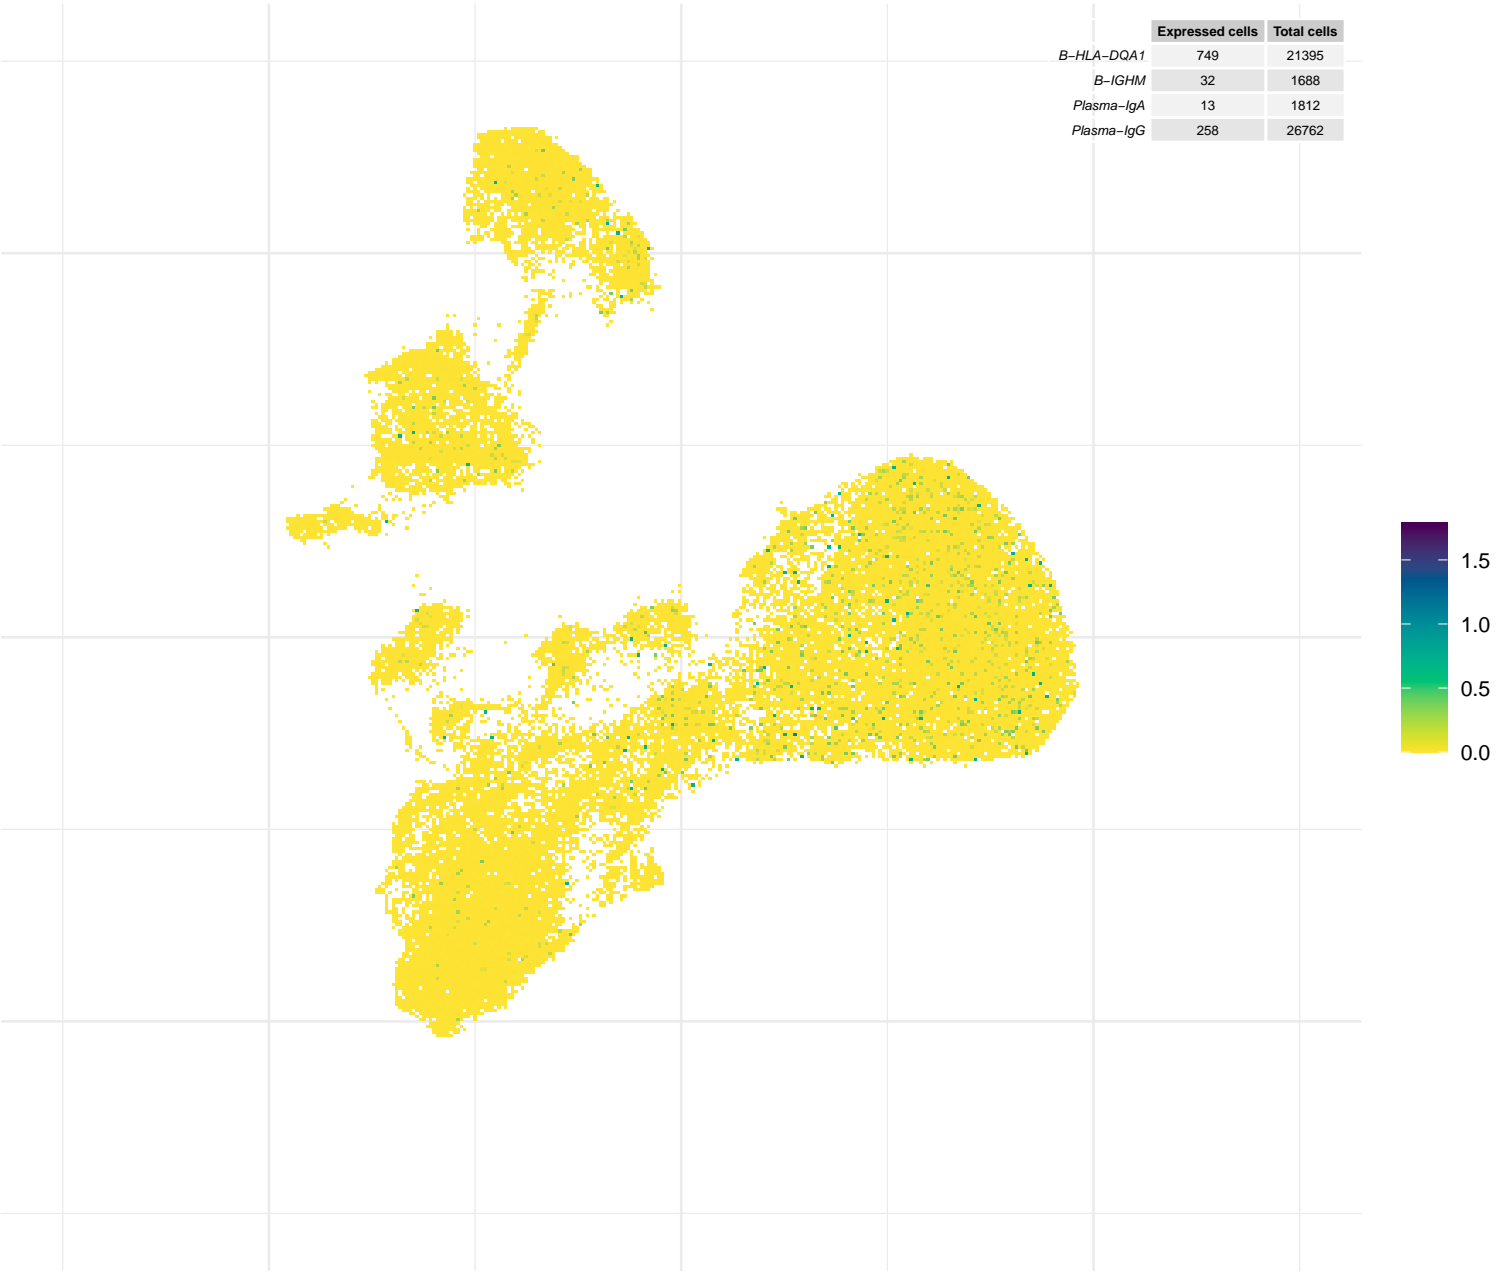 Expressed cells Total cells
B−HLA−DQA1 749 21395
B−IGHM 32 1688
Plasma−IgA 13 1812
Plasma−IgG 258 26762
1.5
1.0
0.5
0.0